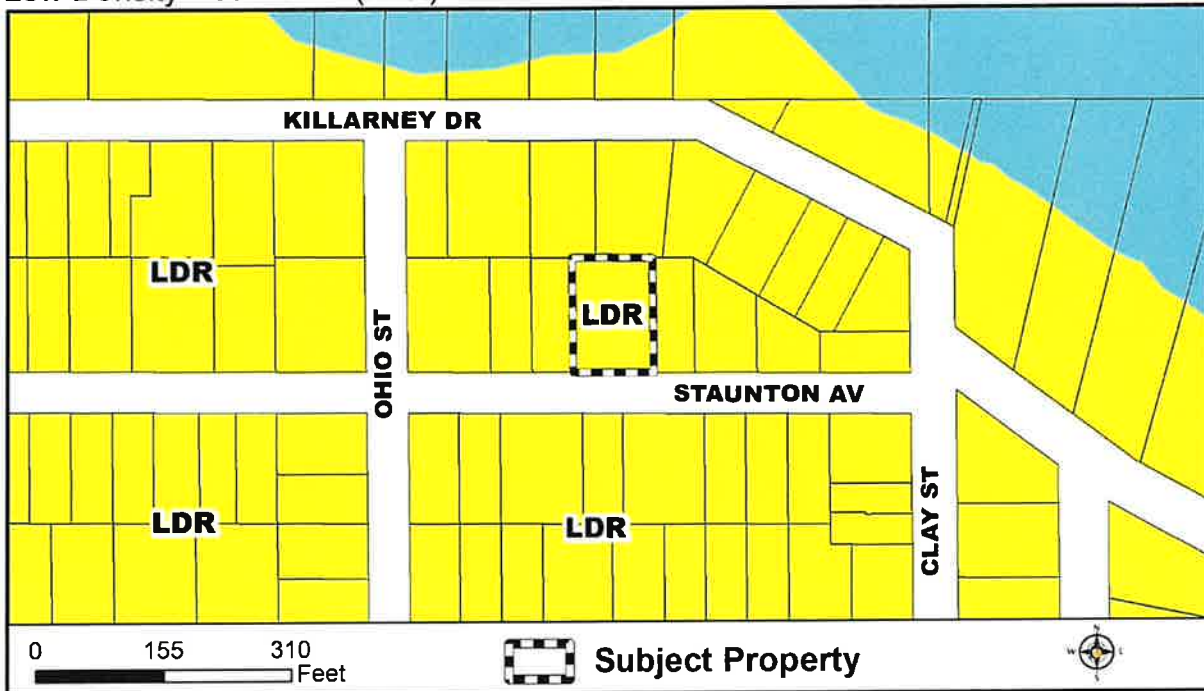 KILLARNEY DR
LDR
OHIO ST
LDR
STAUNTON AV
LDR
LDR
CLAY ST
0 155 310
Feet
Subject Property
N
W
S